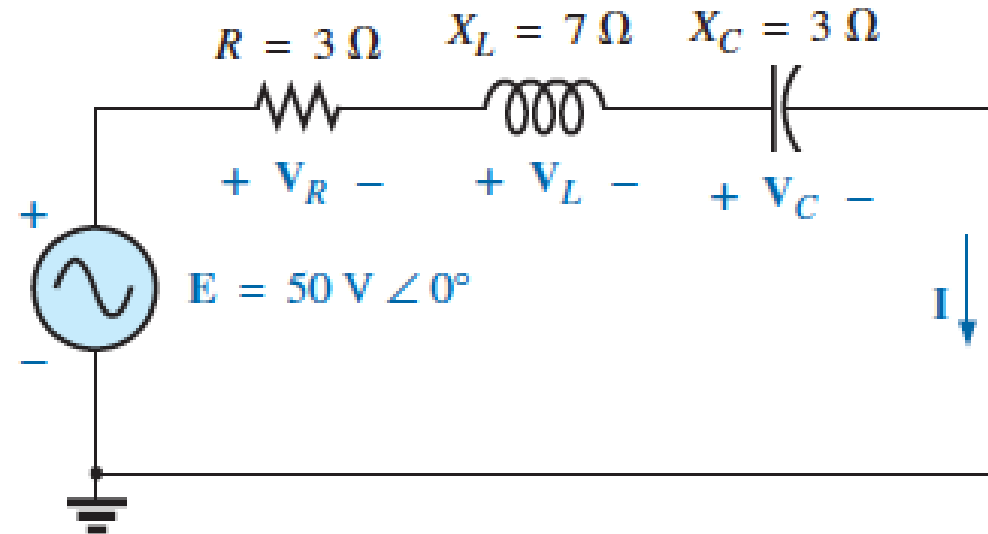 R = 3 Ω X_L = 7 Ω X_C = 3 Ω
+ V_R − + V_L − + V_C −
+
E = 50 V ∠ 0°
I
−